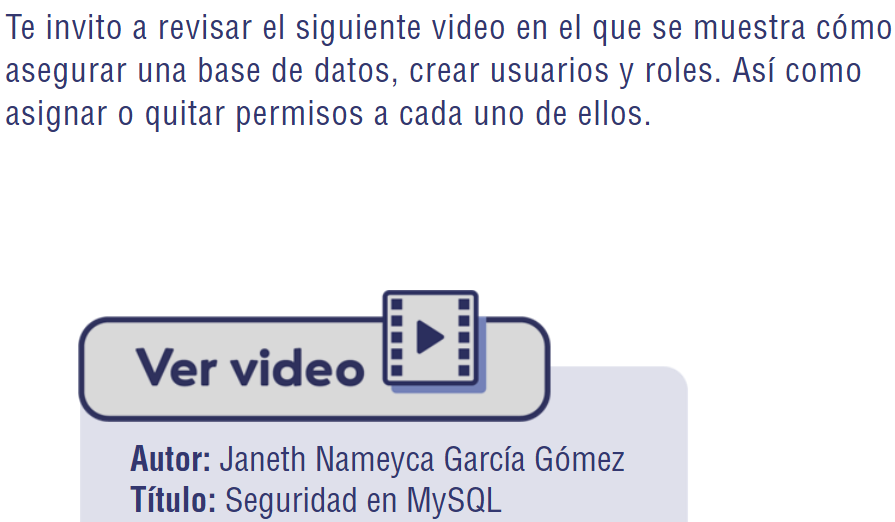 Te invito a revisar el siguiente video en el que se muestra cómo
asegurar una base de datos, crear usuarios y roles. Así como
asignar o quitar permisos a cada uno de ellos.
Ver video
Autor: Janeth Nameyca García Gómez
Título: Seguridad en MySQL